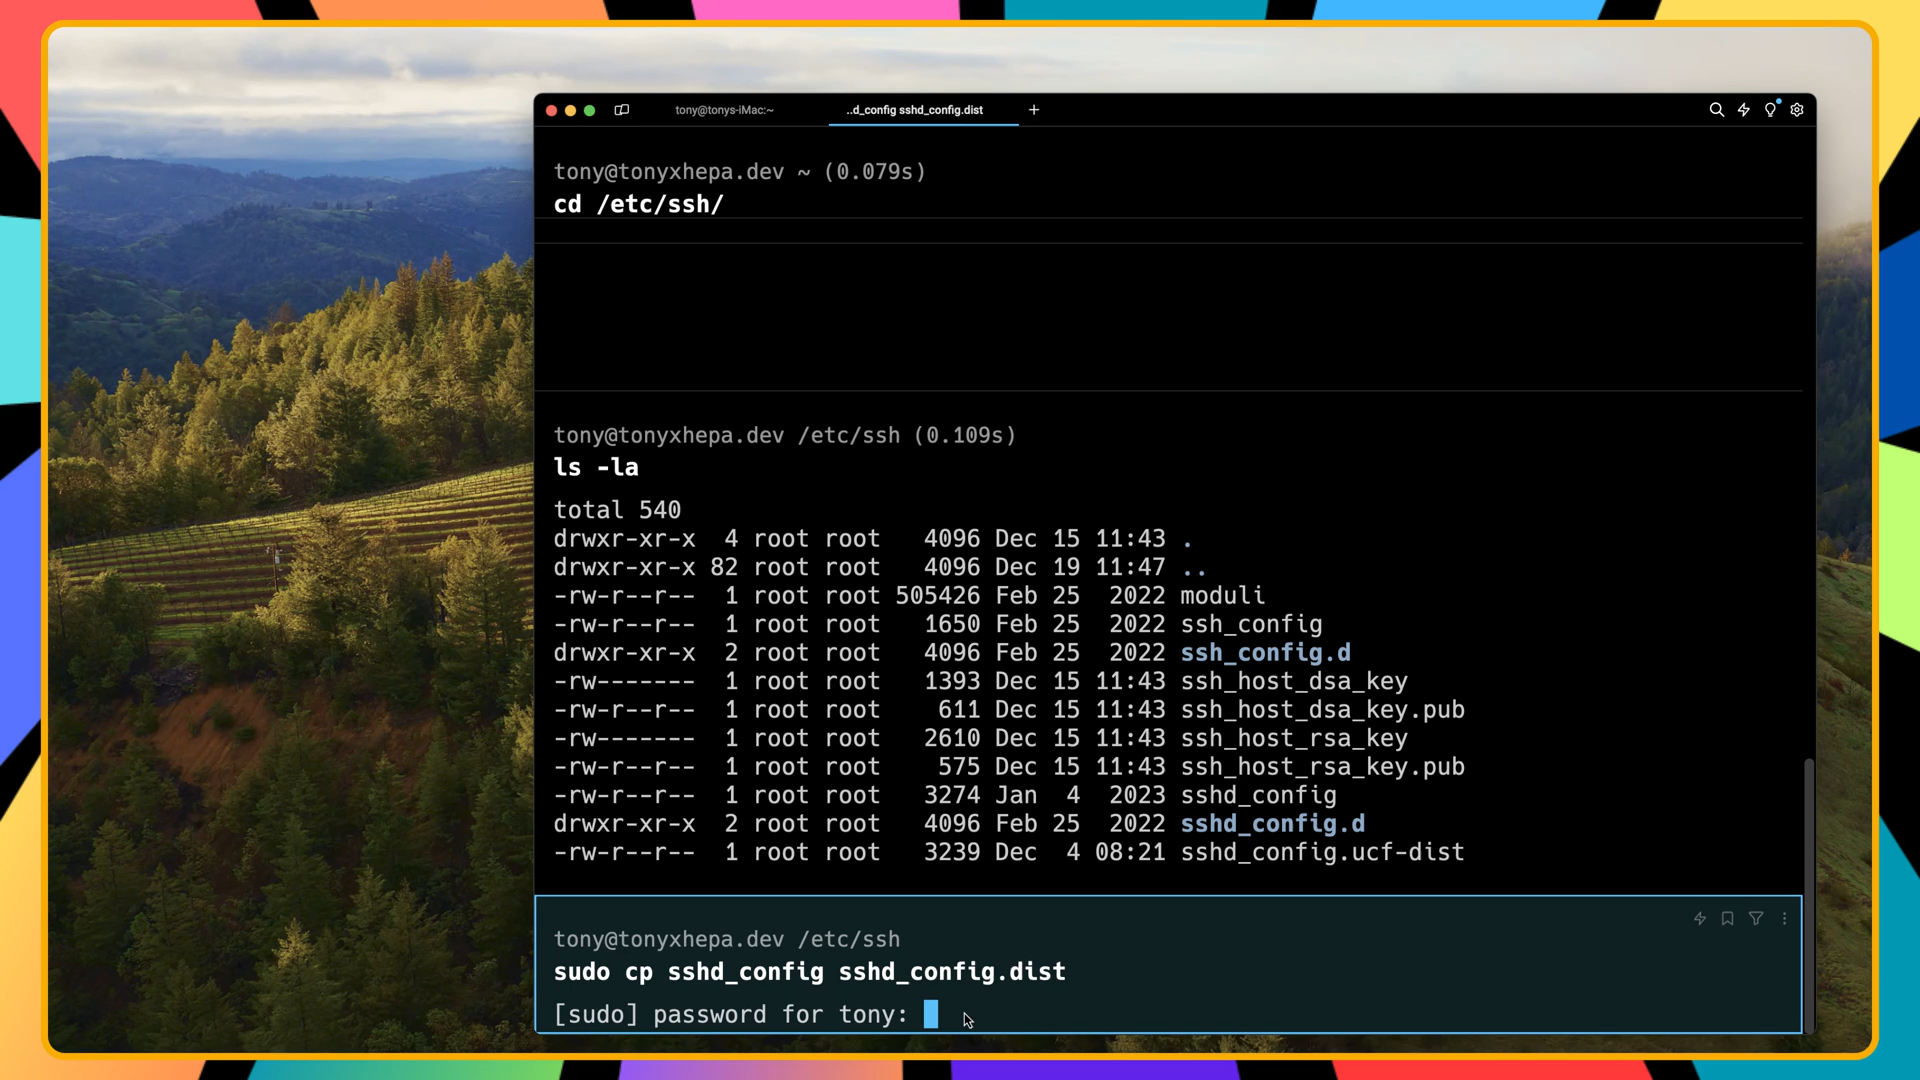 tony@tonys-iMac:~
..d_config sshd_config.dist
tony@tonyxhepa.dev ~ (0.079s)
cd /etc/ssh/
tony@tonyxhepa.dev /etc/ssh (0.109s)
ls -la
total 540
drwxr-xr-x  4 root root   4096 Dec 15 11:43 .
drwxr-xr-x 82 root root   4096 Dec 19 11:47 ..
-rw-r--r--  1 root root 505426 Feb 25  2022 moduli
-rw-r--r--  1 root root   1650 Feb 25  2022 ssh_config
drwxr-xr-x  2 root root   4096 Feb 25  2022 ssh_config.d
-rw-------  1 root root   1393 Dec 15 11:43 ssh_host_dsa_key
-rw-r--r--  1 root root    611 Dec 15 11:43 ssh_host_dsa_key.pub
-rw-------  1 root root   2610 Dec 15 11:43 ssh_host_rsa_key
-rw-r--r--  1 root root    575 Dec 15 11:43 ssh_host_rsa_key.pub
-rw-r--r--  1 root root   3274 Jan  4  2023 sshd_config
drwxr-xr-x  2 root root   4096 Feb 25  2022 sshd_config.d
-rw-r--r--  1 root root   3239 Dec  4 08:21 sshd_config.ucf-dist
tony@tonyxhepa.dev /etc/ssh
sudo cp sshd_config sshd_config.dist
[sudo] password for tony: